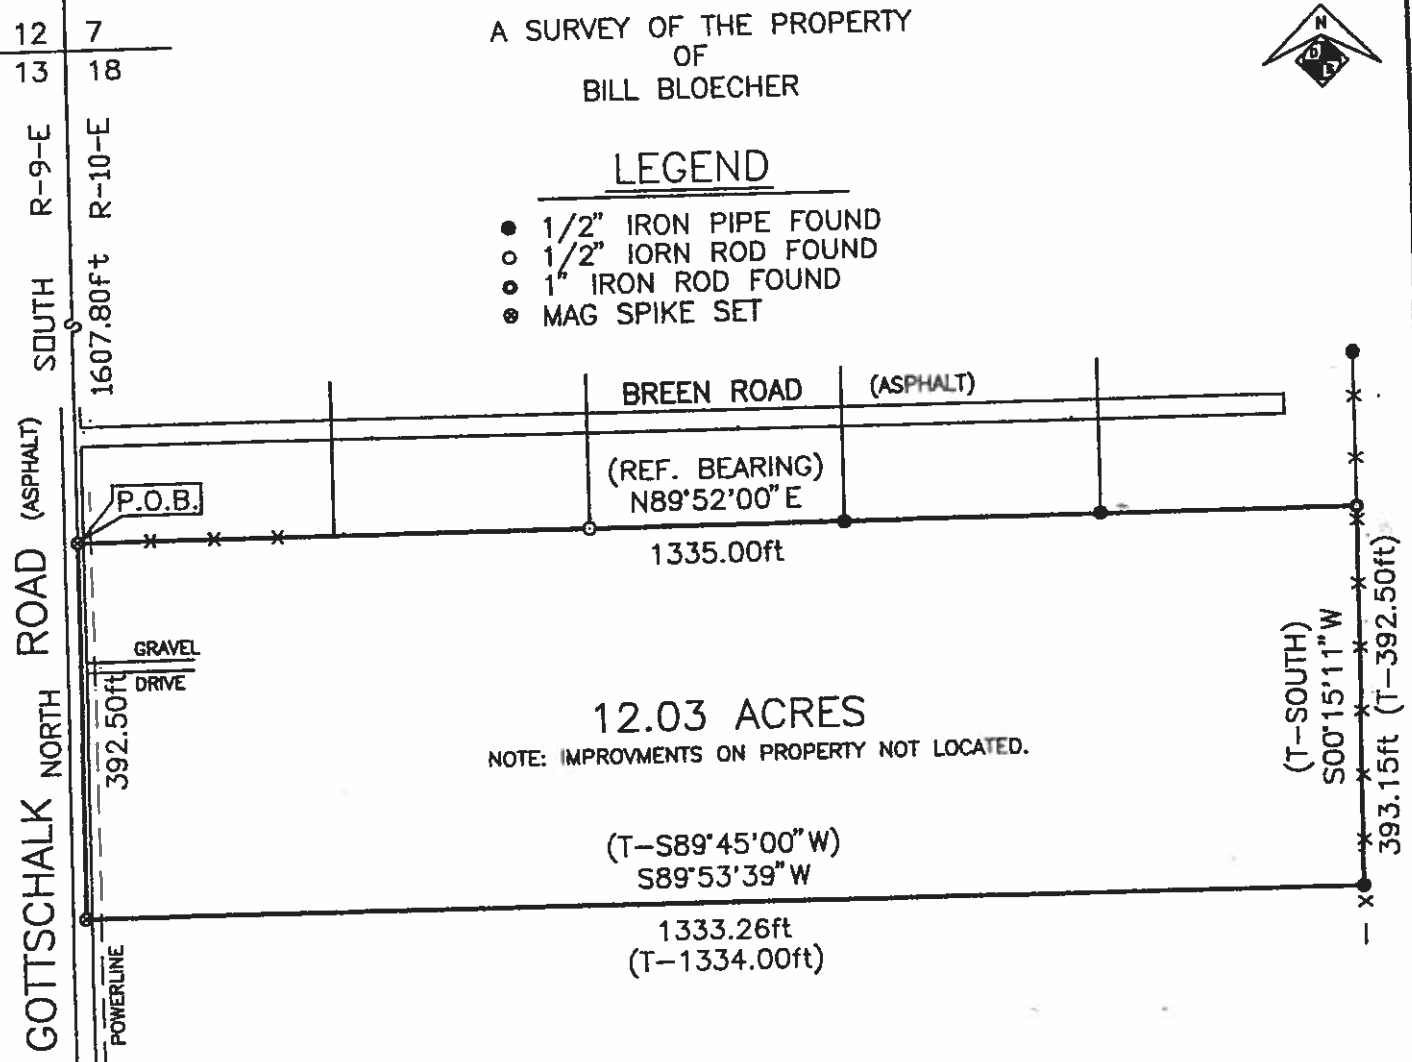 12 7
13 18
A SURVEY OF THE PROPERTY
OF
BILL BLOECHER
N
D
E
LEGEND
1/2" IRON PIPE FOUND
1/2" IORN ROD FOUND
1" IRON ROD FOUND
MAG SPIKE SET
SOUTH R-9-E
1607.80ft R-10-E
BREEN ROAD (ASPHALT)
(REF. BEARING)
N89°52'00"E
1335.00ft
P.O.B.
GOTTSCHALK NORTH ROAD (ASPHALT)
GRAVEL
DRIVE
392.50ft
12.03 ACRES
NOTE: IMPROVMENTS ON PROPERTY NOT LOCATED.
(T-SOUTH)
S00°15'11"W
393.15ft (T-392.50ft)
(T-S89°45'00"W)
S89°53'39"W
1333.26ft
(T-1334.00ft)
POWERLINE